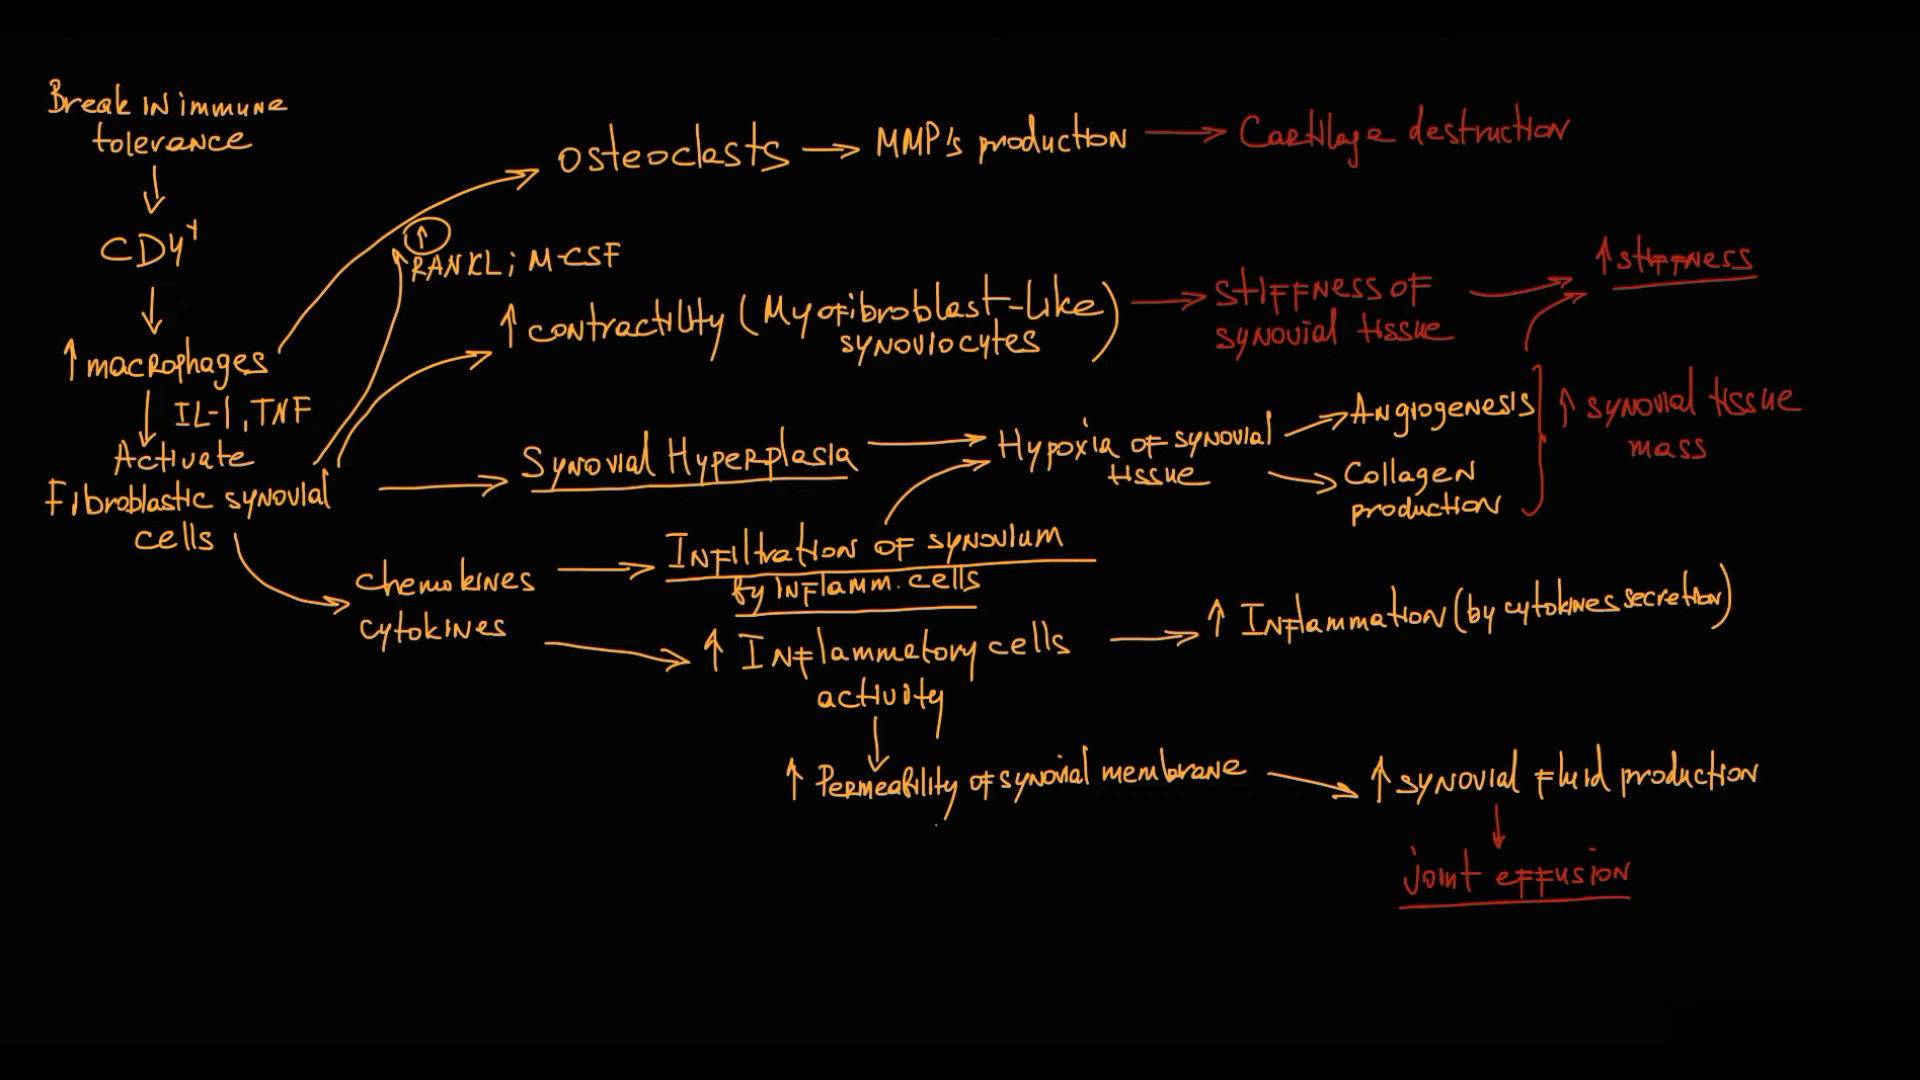 Break in immune
tolerance
CD4+
↑ macrophages
IL-1, TNF
Activate
Fibroblastic synovial
cells
osteoclasts → MMP's production → Cartilage destruction
↑
RANKL; M-CSF
↑ contractility (Myofibroblast-like
synoviocytes)
→ Stiffness of
synovial tissue
→ ↑ stiffness
Synovial Hyperplasia → Hypoxia of synovial
tissue
Angiogenesis
Collagen
production
↑ synovial tissue
mass
chemokines
cytokines
Infiltration of synovium
by inflamm. cells
↑ Inflammatory cells
activity
→ ↑ Inflammation (by cytokines secretion)
↑ Permeability of synovial membrane → ↑ synovial fluid production
joint effusion